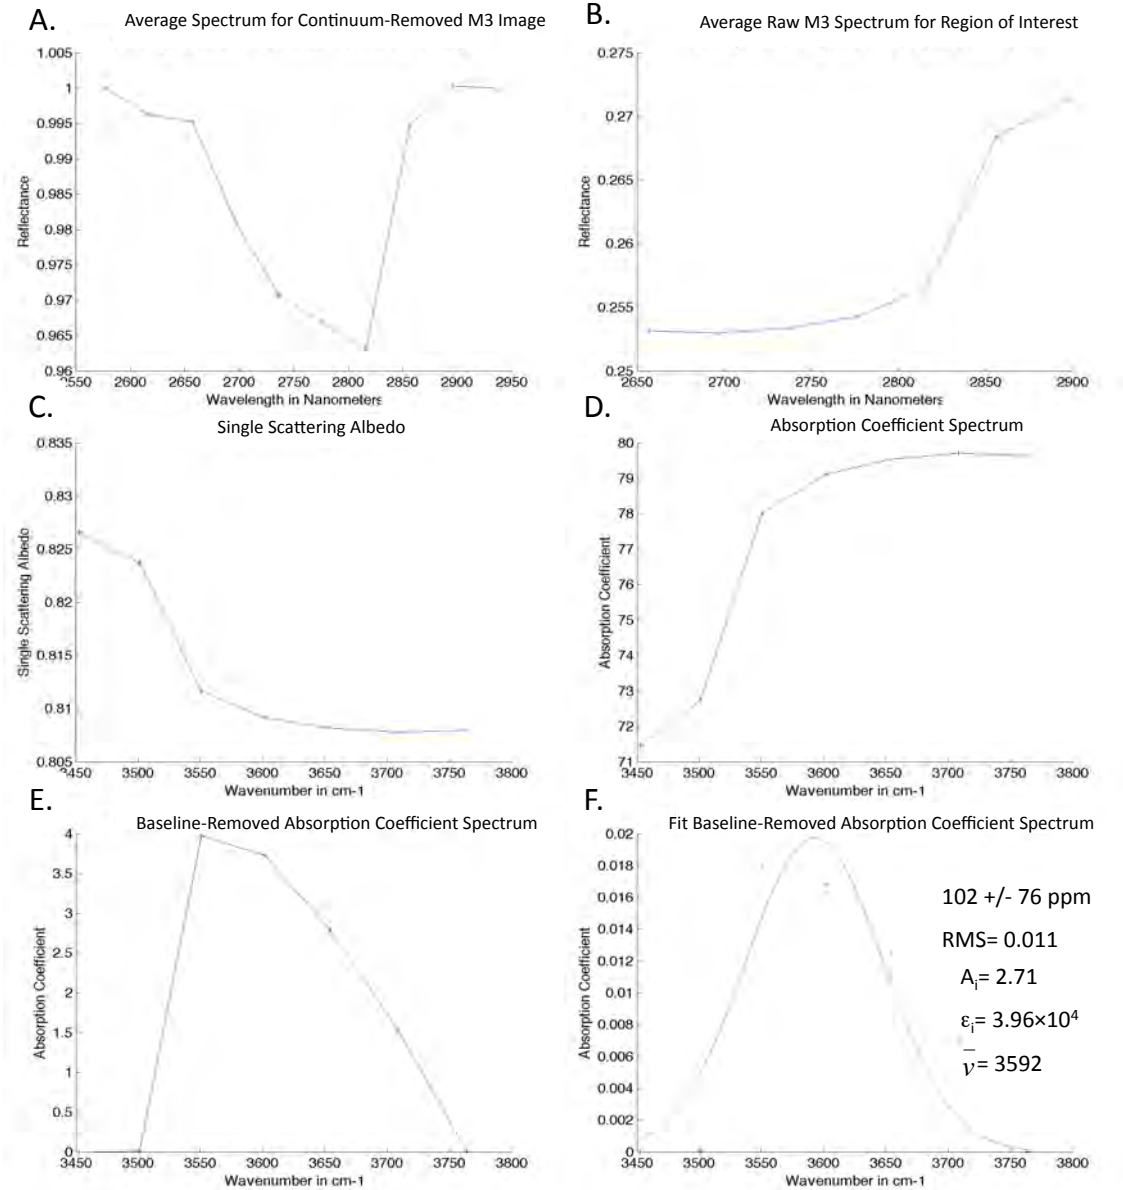 A.
Average Spectrum for Continuum-Removed M3 Image
1.005
1
0.995
0.99
0.985
0.98
0.975
0.97
0.965
0.96
Reflectance
2550 2600 2650 2700 2750 2800 2850 2900 2950
Wavelength in Nanometers
B.
Average Raw M3 Spectrum for Region of Interest
0.275
0.27
0.265
0.26
0.255
0.25
Reflectance
2650 2700 2750 2800 2850 2900
Wavelength in Nanometers
C.
Single Scattering Albedo
0.835
0.83
0.825
0.82
0.815
0.81
0.805
Single Scattering Albedo
3450 3500 3550 3600 3650 3700 3750 3800
Wavenumber in cm-1
D.
Absorption Coefficient Spectrum
80
79
78
77
76
75
74
73
72
71
Absorption Coefficient
3450 3500 3550 3600 3650 3700 3750 3800
Wavenumber in cm-1
E.
Baseline-Removed Absorption Coefficient Spectrum
4
3.5
3
2.5
2
1.5
1
0.5
0
Absorption Coefficient
3450 3500 3550 3600 3650 3700 3750 3800
Wavenumber in cm-1
F.
Fit Baseline-Removed Absorption Coefficient Spectrum
0.02
0.018
0.016
0.014
0.012
0.01
0.008
0.006
0.004
0.002
0
Absorption Coefficient
3450 3500 3550 3600 3650 3700 3750 3800
Wavenumber in cm-1
102 +/- 76 ppm
RMS= 0.011
Aᵢ= 2.71
εᵢ= 3.96×10⁴
ν̅= 3592